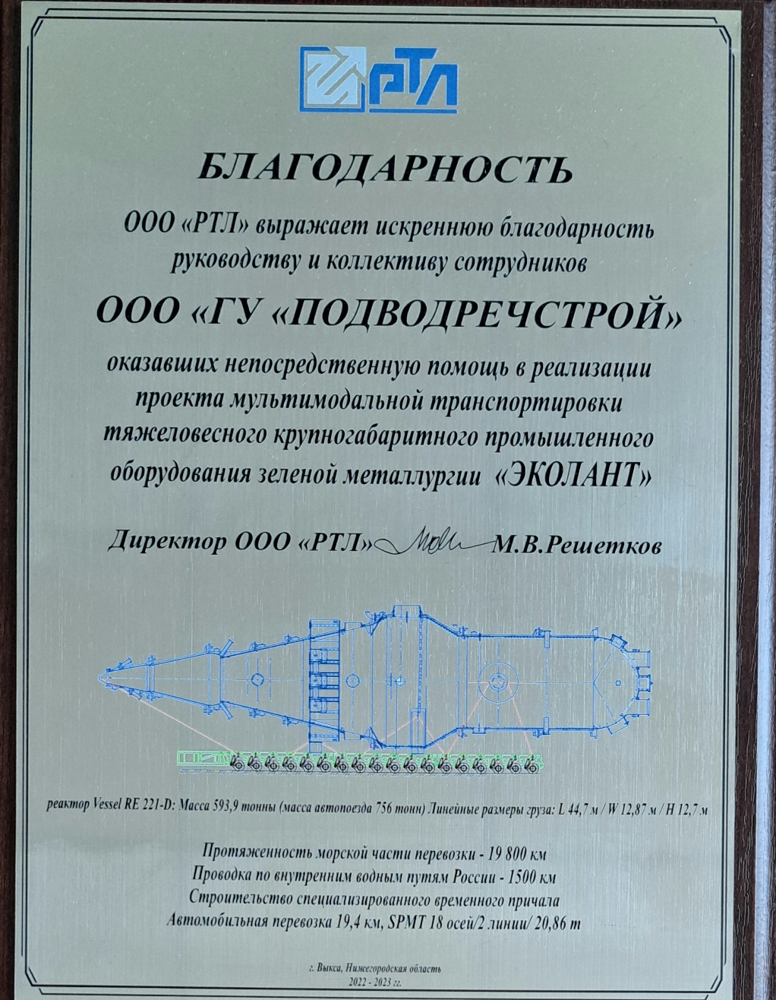 РТЛ
БЛАГОДАРНОСТЬ
ООО «РТЛ» выражает искреннюю благодарность
руководству и коллективу сотрудников
ООО «ГУ «ПОДВОДРЕЧСТРОЙ»
оказавших непосредственную помощь в реализации
проекта мультимодальной транспортировки
тяжеловесного крупногабаритного промышленного
оборудования зеленой металлургии «ЭКОЛАНТ»
Директор ООО «РТЛ» М.В.Решетков
реактор Vessel RE 221-D: Масса 593,9 тонны (масса автопоезда 756 тонн) Линейные размеры груза: L 44,7 м / W 12,87 м / H 12,7 м
Протяженность морской части перевозки - 19 800 км
Проводка по внутренним водным путям России - 1500 км
Строительство специализированного временного причала
Автомобильная перевозка 19,4 км, SPMT 18 осей/2 линии/ 20,86 т
г. Выкса, Нижегородская область
2022 - 2023 гг.